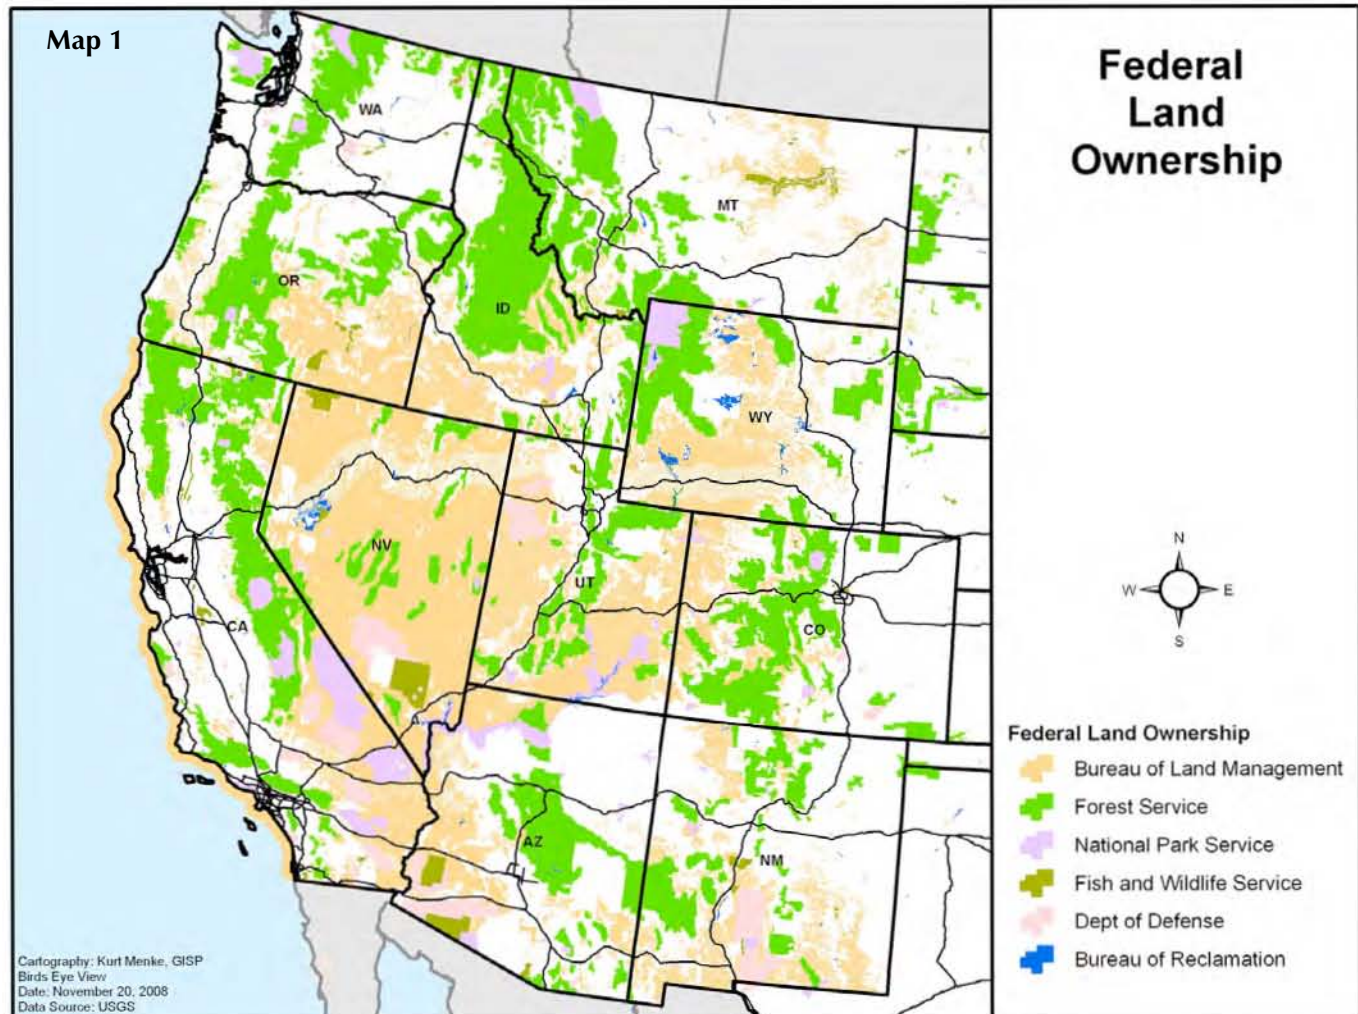 Map 1
Federal
Land
Ownership
WA
MT
OR
ID
WY
NV
UT
CO
CA
AZ
NM
N
W
E
S
Federal Land Ownership
Bureau of Land Management
Forest Service
National Park Service
Fish and Wildlife Service
Dept of Defense
Bureau of Reclamation
Cartography: Kurt Menke, GISP
Birds Eye View
Date: November 20, 2008
Data Source: USGS